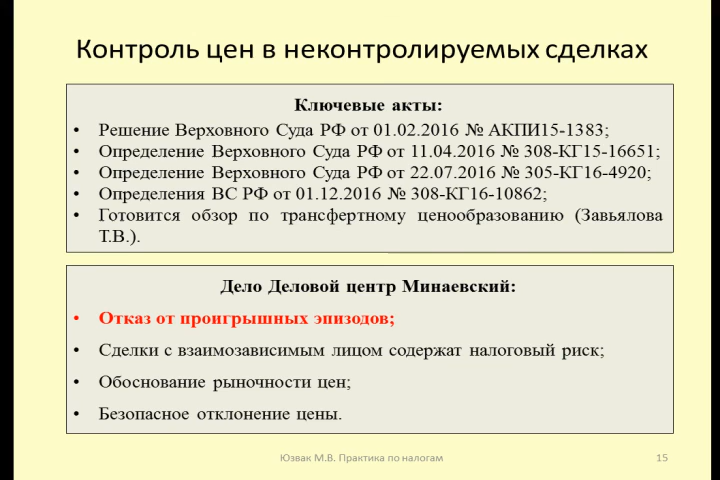 Контроль цен в неконтролируемых сделках
Ключевые акты:
• Решение Верховного Суда РФ от 01.02.2016 № АКПИ15-1383;
• Определение Верховного Суда РФ от 11.04.2016 № 308-КГ15-16651;
• Определение Верховного Суда РФ от 22.07.2016 № 305-КГ16-4920;
• Определения ВС РФ от 01.12.2016 № 308-КГ16-10862;
• Готовится обзор по трансфертному ценообразованию (Завьялова
Т.В.).
Дело Деловой центр Минаевский:
• Отказ от проигрышных эпизодов;
• Сделки с взаимозависимым лицом содержат налоговый риск;
• Обоснование рыночности цен;
• Безопасное отклонение цены.
Юзвак М.В. Практика по налогам
15